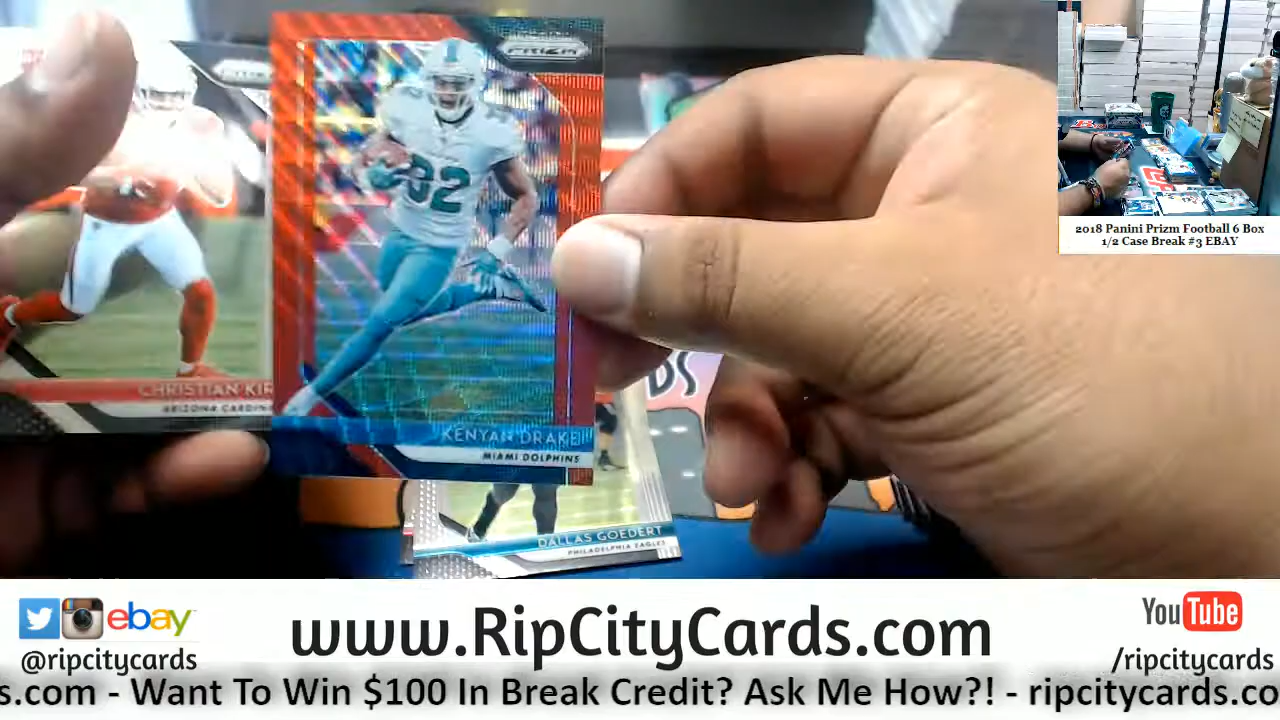 PRIZM
32
CHRISTIAN KIR
ARIZONA CARDIN
KENYAN DRAKE
MIAMI DOLPHINS
DALLAS GOEDERT
PHILADELPHIA EAGLES
2018 Panini Prizm Football 6 Box
1/2 Case Break #3 EBAY
ebay
@ripcitycards
www.RipCityCards.com
YouTube
/ripcitycards
s.com - Want To Win $100 In Break Credit? Ask Me How?! - ripcitycards.co